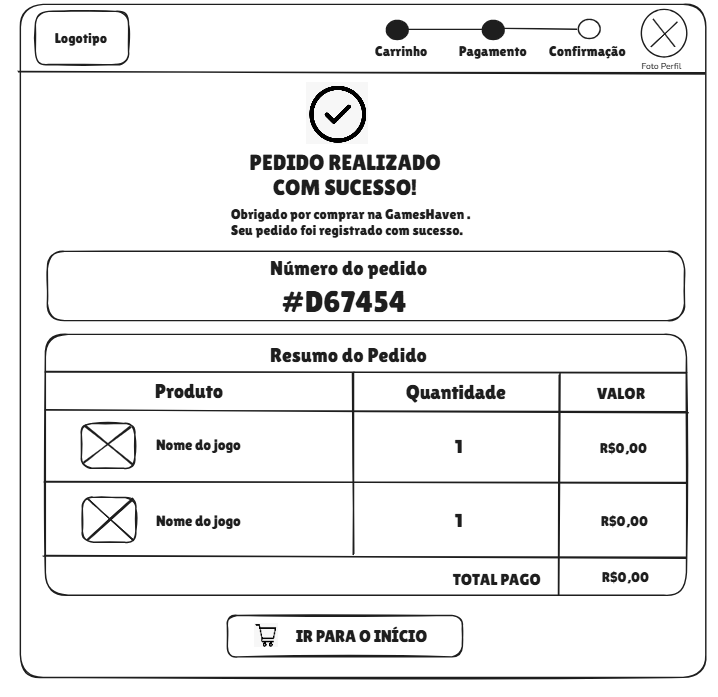 Logotipo
Carrinho Pagamento Confirmação
Foto Perfil
PEDIDO REALIZADO
COM SUCESSO!
Obrigado por comprar na GamesHaven .
Seu pedido foi registrado com sucesso.
Número do pedido
#D67454
Resumo do Pedido
Produto Quantidade VALOR
Nome do jogo 1 R$0,00
Nome do jogo 1 R$0,00
TOTAL PAGO R$0,00
IR PARA O INÍCIO